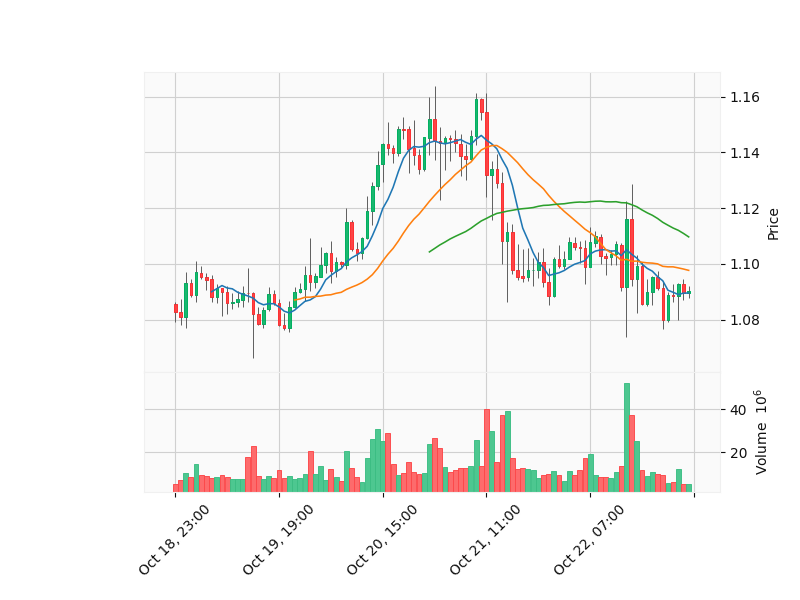 1.16
1.14
1.12
1.10
1.08
Price
40
20
Volume 10^6
Oct 18, 23:00
Oct 19, 19:00
Oct 20, 15:00
Oct 21, 11:00
Oct 22, 07:00